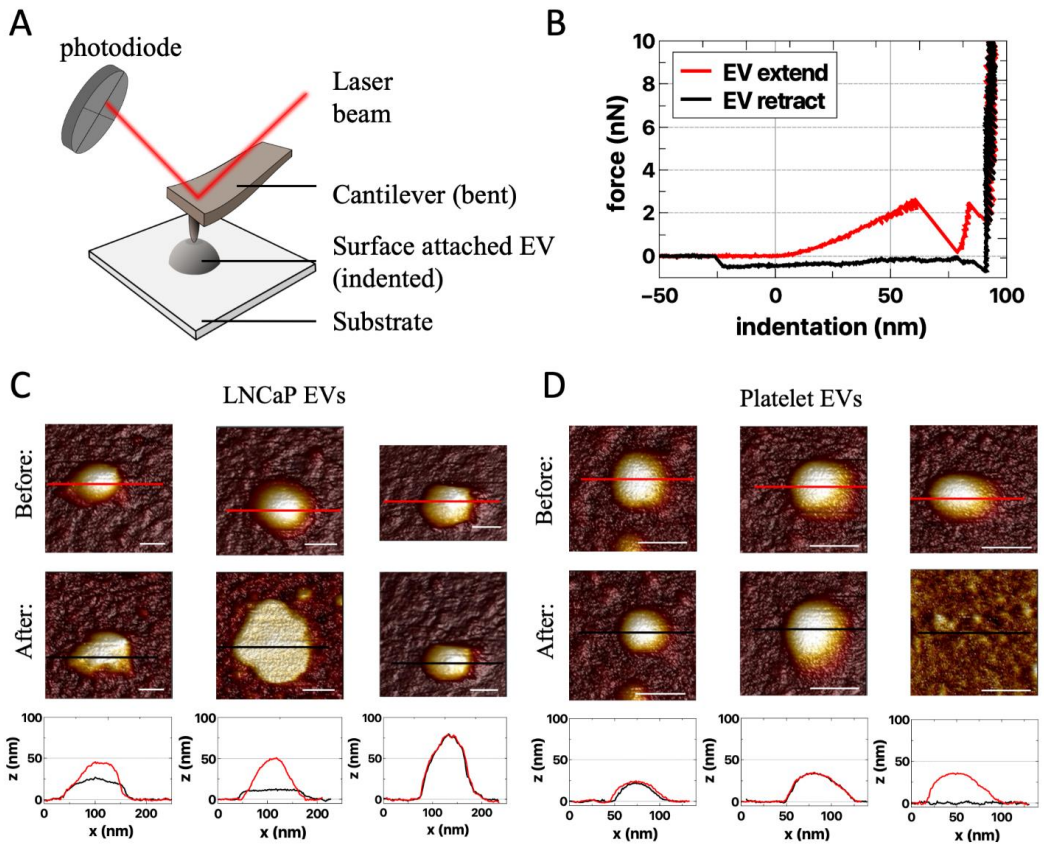 A
photodiode
Laser
beam
Cantilever (bent)
Surface attached EV
(indented)
Substrate
B
10
8
6
4
2
0
force (nN)
EV extend
EV retract
−50
0
50
100
indentation (nm)
C
LNCaP EVs
Before:
After:
100
50
0
z (nm)
0
100
200
x (nm)
100
50
0
z (nm)
0
100
200
x (nm)
100
50
0
z (nm)
0
100
200
x (nm)
D
Platelet EVs
Before:
After:
100
50
0
z (nm)
0
50
100
x (nm)
100
50
0
z (nm)
0
50
100
x (nm)
100
50
0
z (nm)
0
50
100
x (nm)